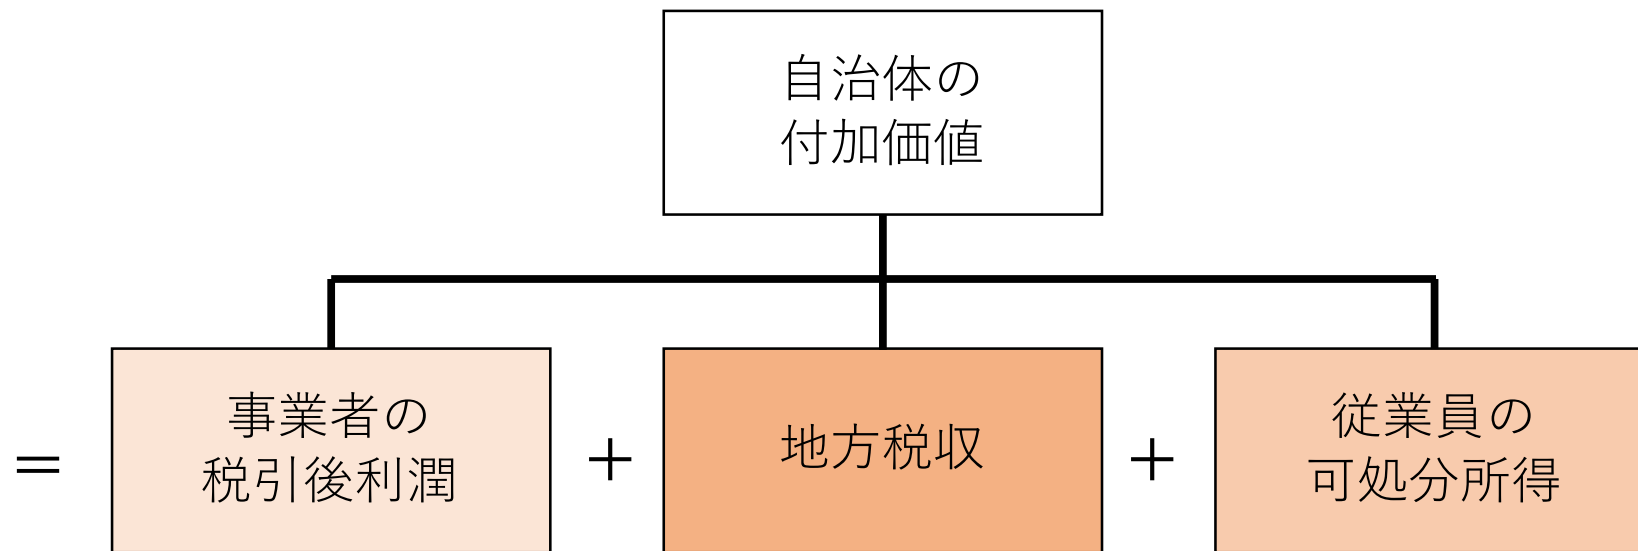 自治体の
付加価値
=
事業者の
税引後利潤
+
地方税収
+
従業員の
可処分所得